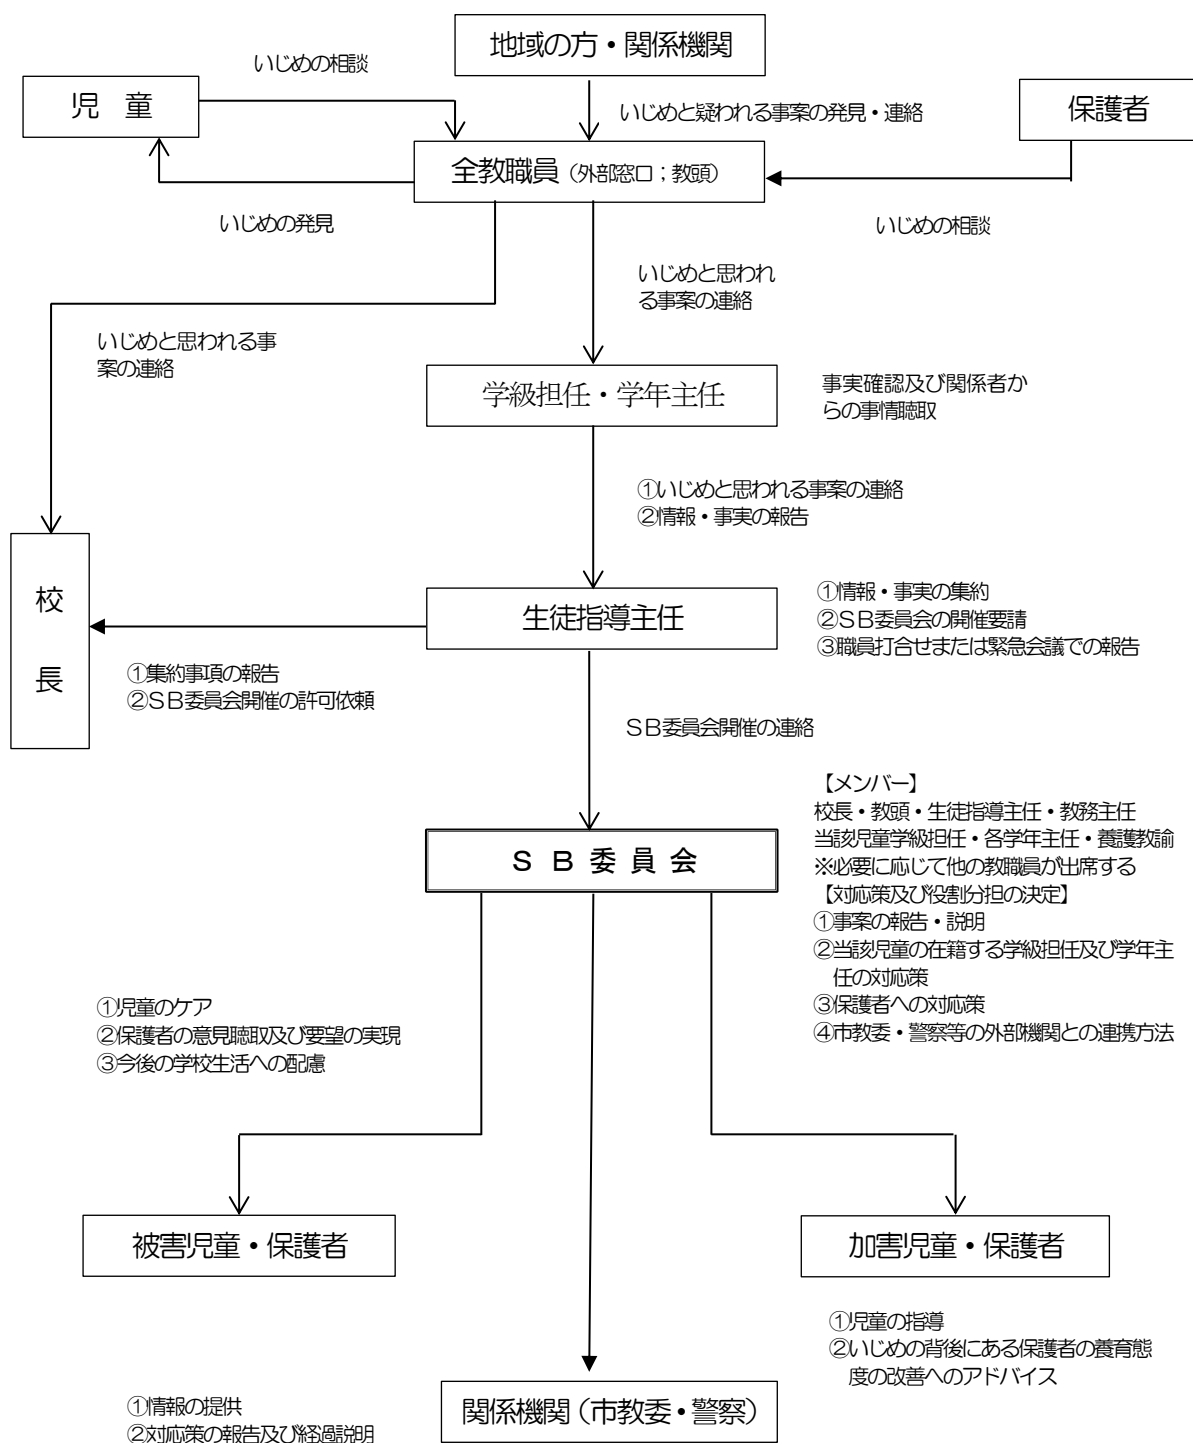 地域の方・関係機関
いじめの相談
児 童
いじめと疑われる事案の発見・連絡
保護者
全教職員（外部窓口；教頭）
いじめの発見
いじめの相談
いじめと思われ
る事案の連絡
いじめと思われる事
案の連絡
学級担任・学年主任
事実確認及び関係者か
らの事情聴取
①いじめと思われる事案の連絡
②情報・事実の報告
校
長
生徒指導主任
①情報・事実の集約
②ＳＢ委員会の開催要請
③職員打合せまたは緊急会議での報告
①集約事項の報告
②ＳＢ委員会開催の許可依頼
ＳＢ委員会開催の連絡
【メンバー】
校長・教頭・生徒指導主任・教務主任
当該児童学級担任・各学年主任・養護教諭
※必要に応じて他の教職員が出席する
【対応策及び役割分担の決定】
①事案の報告・説明
②当該児童の在籍する学級担任及び学年主
任の対応策
③保護者への対応策
④市教委・警察等の外部機関との連携方法
Ｓ Ｂ 委 員 会
①児童のケア
②保護者の意見聴取及び要望の実現
③今後の学校生活への配慮
被害児童・保護者
加害児童・保護者
①児童の指導
②いじめの背後にある保護者の養育態
度の改善へのアドバイス
関係機関（市教委・警察）
①情報の提供
②対応策の報告及び経過説明